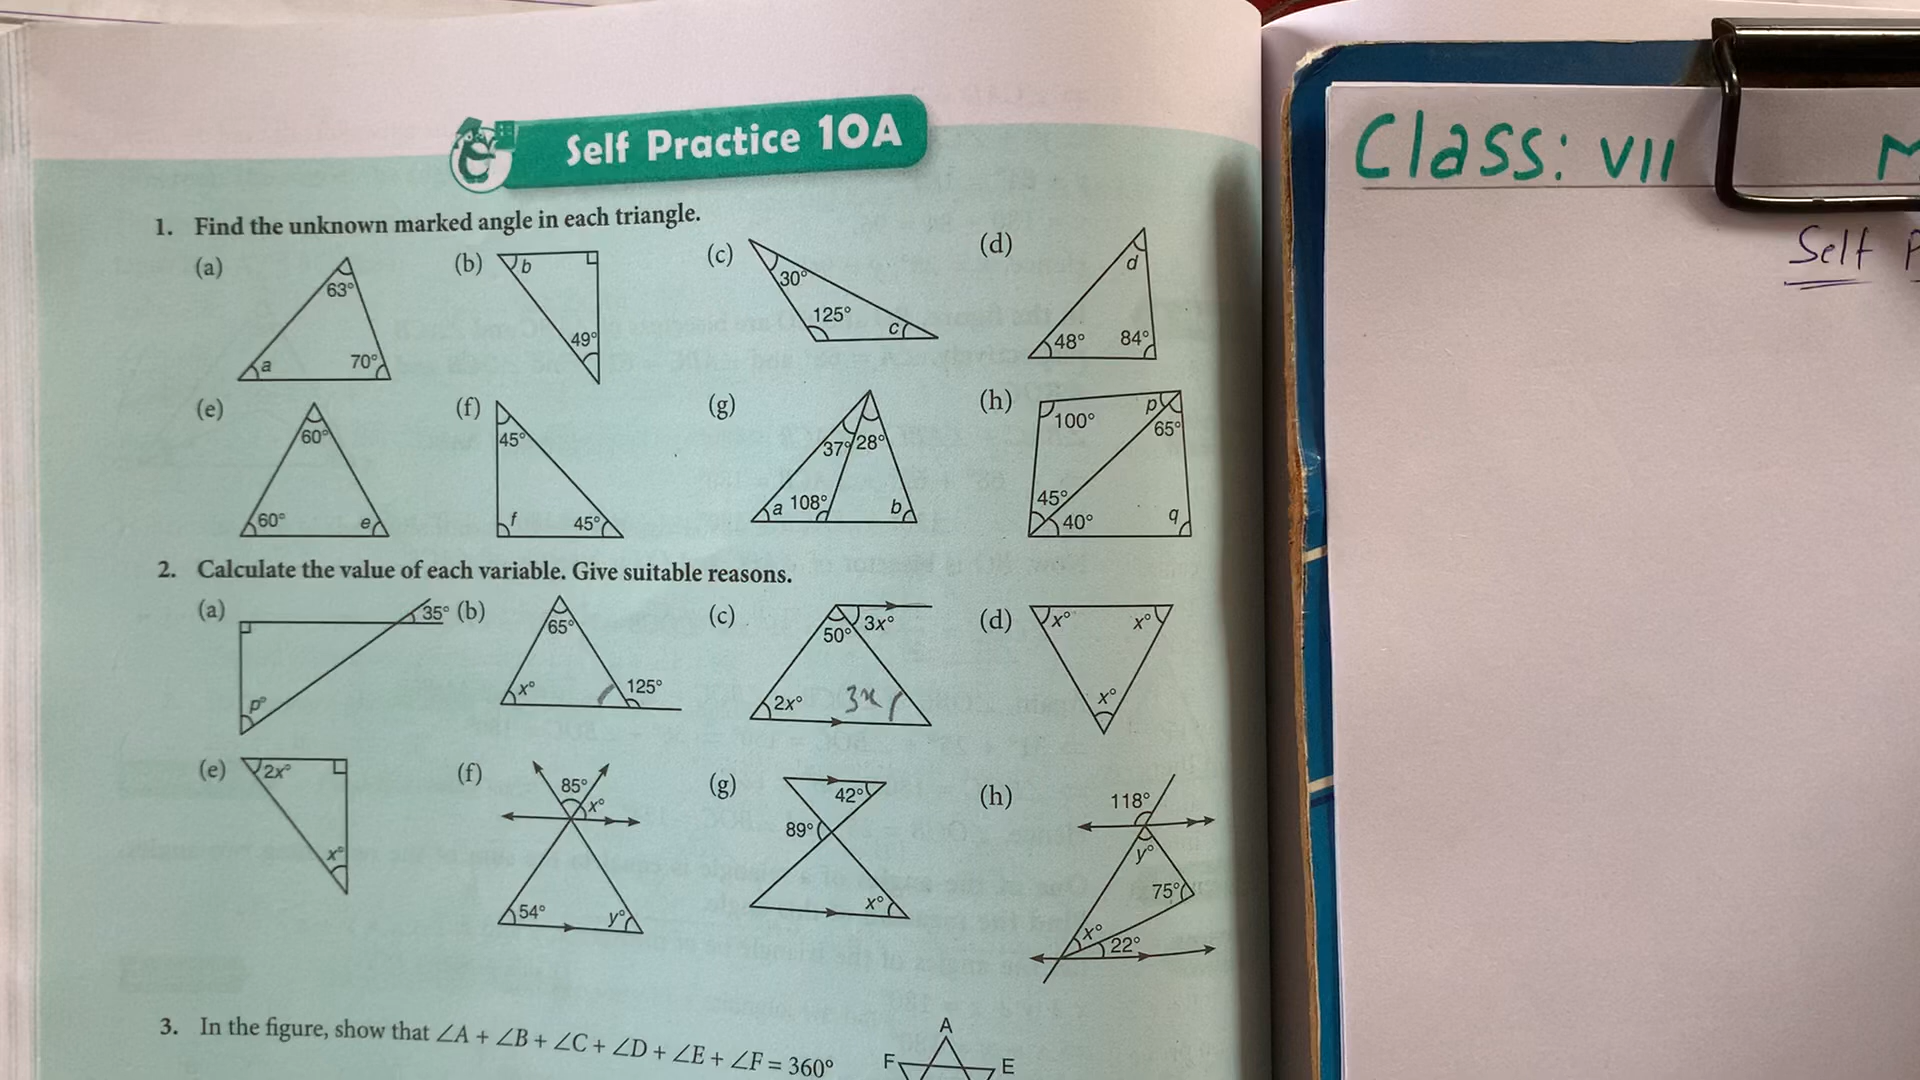 Self Practice 10A
Class: VII
Self
1. Find the unknown marked angle in each triangle.
(a) 63° a 70°
(b) b 49°
(c) 30° 125° c
(d) d 48° 84°
(e) 60° 60° e
(f) 45° f 45°
(g) 37° 28° a 108° b
(h) 100° p 65° 45° 40° q
2. Calculate the value of each variable. Give suitable reasons.
(a) 35° p°
(b) 65° x° 125°
(c) 50° 3x° 2x° 3x
(d) x° x° x°
(e) 2x° x°
(f) 85° x° 54° y°
(g) 42° 89° x°
(h) 118° y° 75° x° 22°
3. In the figure, show that ∠A + ∠B + ∠C + ∠D + ∠E + ∠F = 360°
A
F E